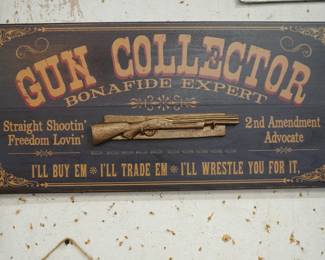 GUN COLLECTOR
BONAFIDE EXPERT
Straight Shootin'
Freedom Lovin'
2nd Amendment
Advocate
I'LL BUY EM * I'LL TRADE EM * I'LL WRESTLE YOU FOR IT.